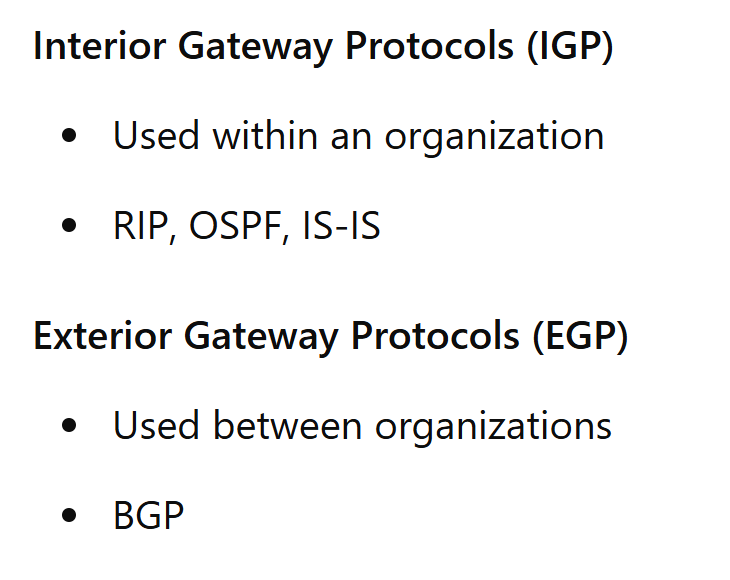 Interior Gateway Protocols (IGP)
• Used within an organization
• RIP, OSPF, IS-IS
Exterior Gateway Protocols (EGP)
• Used between organizations
• BGP